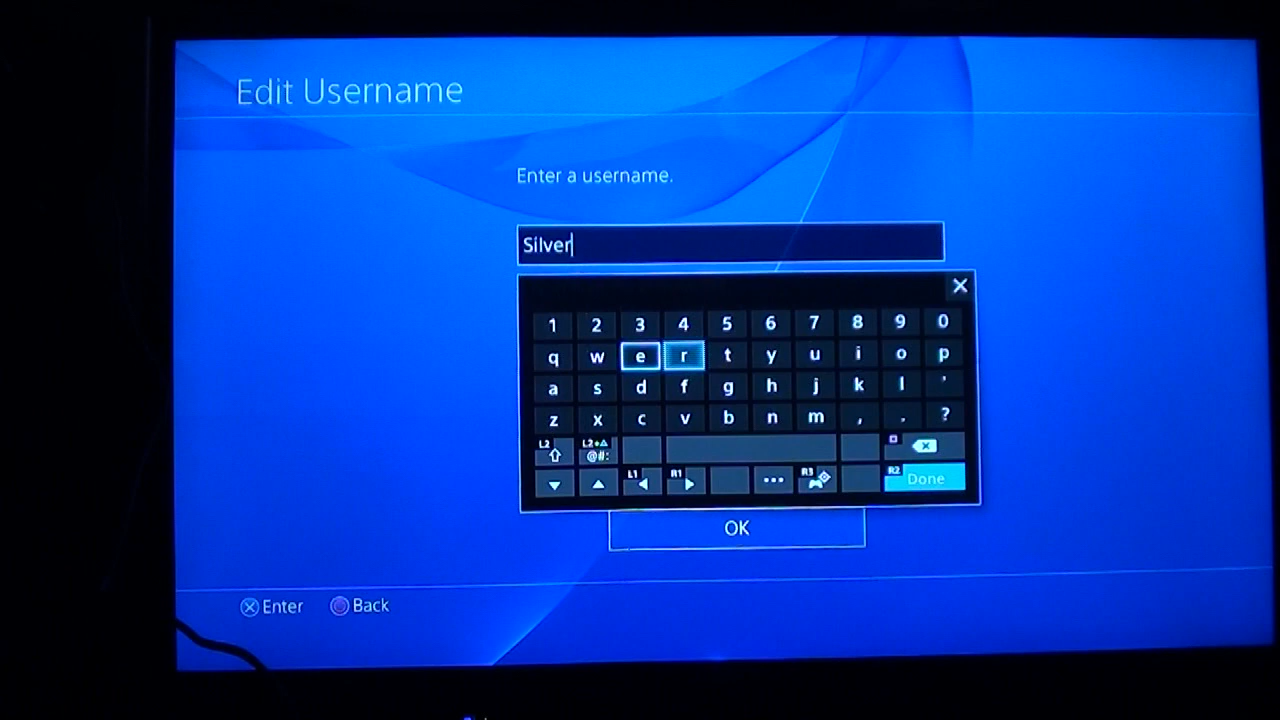 Edit Username
Enter a username.
Silver
1 2 3 4 5 6 7 8 9 0
q w e r t y u i o p
a s d f g h j k l '
z x c v b n m , . ?
L2 L2+△ @#:
L1 R1 ... R3 R2 Done
OK
Enter Back